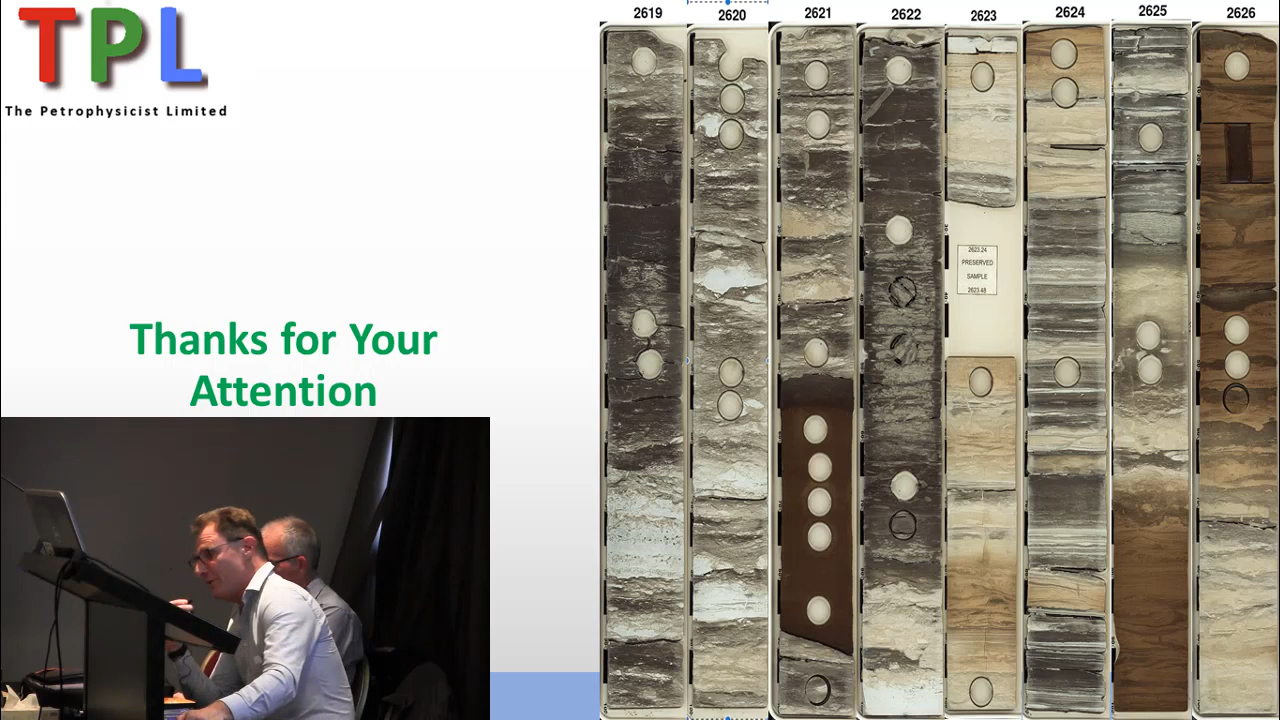 TPL
The Petrophysicist Limited
Thanks for Your
Attention
2619
2620
2621
2622
2623
2624
2625
2626
2623.24
PRESERVED
SAMPLE
2623.48